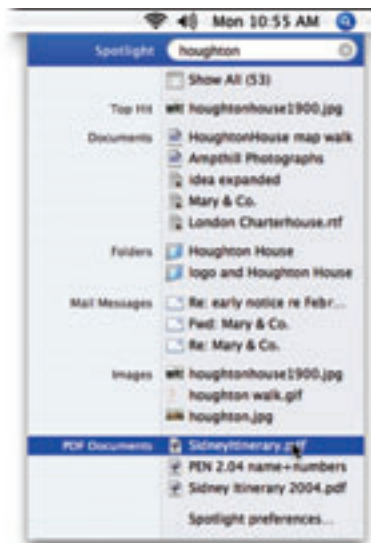 Mon 10:55 AM
Spotlight houghton
Show All (53)
Top Hit houghtonhouse1900.jpg
Documents HoughtonHouse map walk
Ampthill Photographs
idea expanded
Mary & Co.
London Charterhouse.rtf
Folders Houghton House
logo and Houghton House
Mail Messages Re: early notice re Febr...
Fwd: Mary & Co.
Re: Mary & Co.
Images houghtonhouse1900.jpg
houghton walk.gif
houghton.jpg
PDF Documents SidneyItinerary.pdf
PEN 2.04 name+numbers
Sidney Itinerary 2004.pdf
Spotlight preferences...